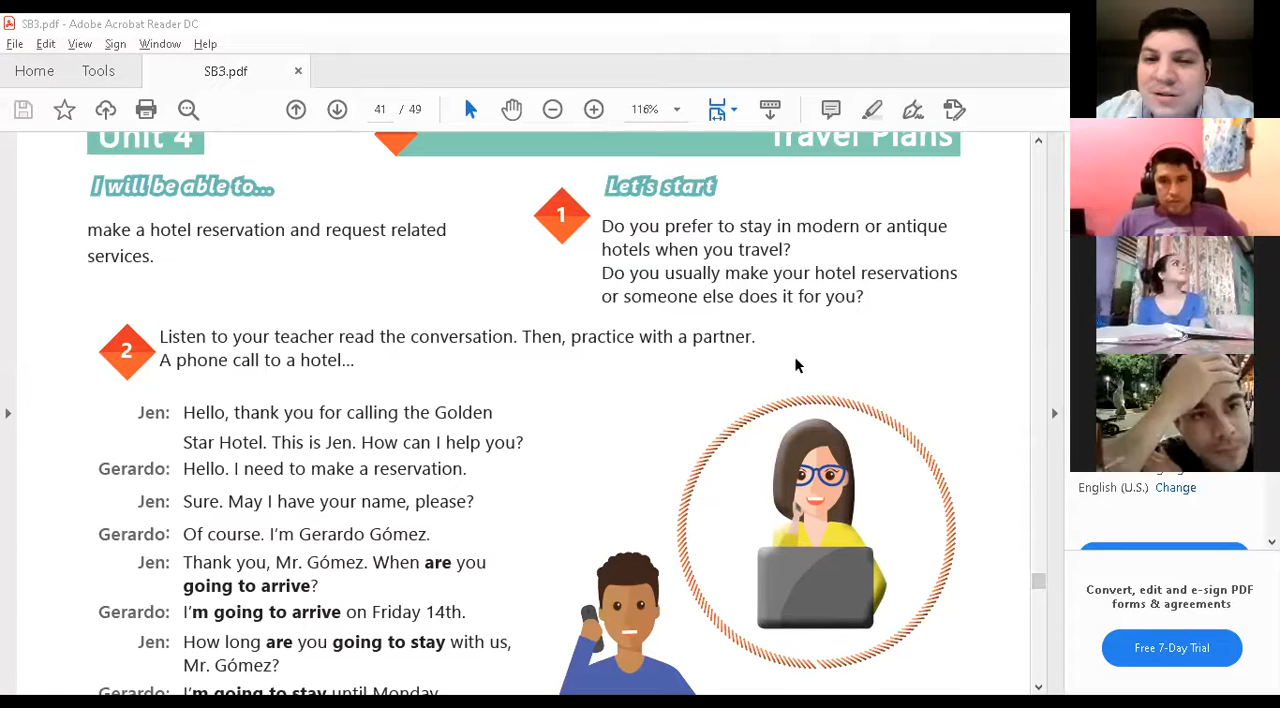 SB3.pdf - Adobe Acrobat Reader DC
File Edit View Sign Window Help
Home Tools SB3.pdf ×
41 / 49 116%
Unit 4 Travel Plans
I will be able to...
make a hotel reservation and request related
services.
Let's start
1
Do you prefer to stay in modern or antique
hotels when you travel?
Do you usually make your hotel reservations
or someone else does it for you?
2
Listen to your teacher read the conversation. Then, practice with a partner.
A phone call to a hotel...
Jen: Hello, thank you for calling the Golden
Star Hotel. This is Jen. How can I help you?
Gerardo: Hello. I need to make a reservation.
Jen: Sure. May I have your name, please?
Gerardo: Of course. I'm Gerardo Gómez.
Jen: Thank you, Mr. Gómez. When are you
going to arrive?
Gerardo: I'm going to arrive on Friday 14th.
Jen: How long are you going to stay with us,
Mr. Gómez?
Gerardo: I'm going to stay until Monday
English (U.S.) Change
Convert, edit and e-sign PDF
forms & agreements
Free 7-Day Trial